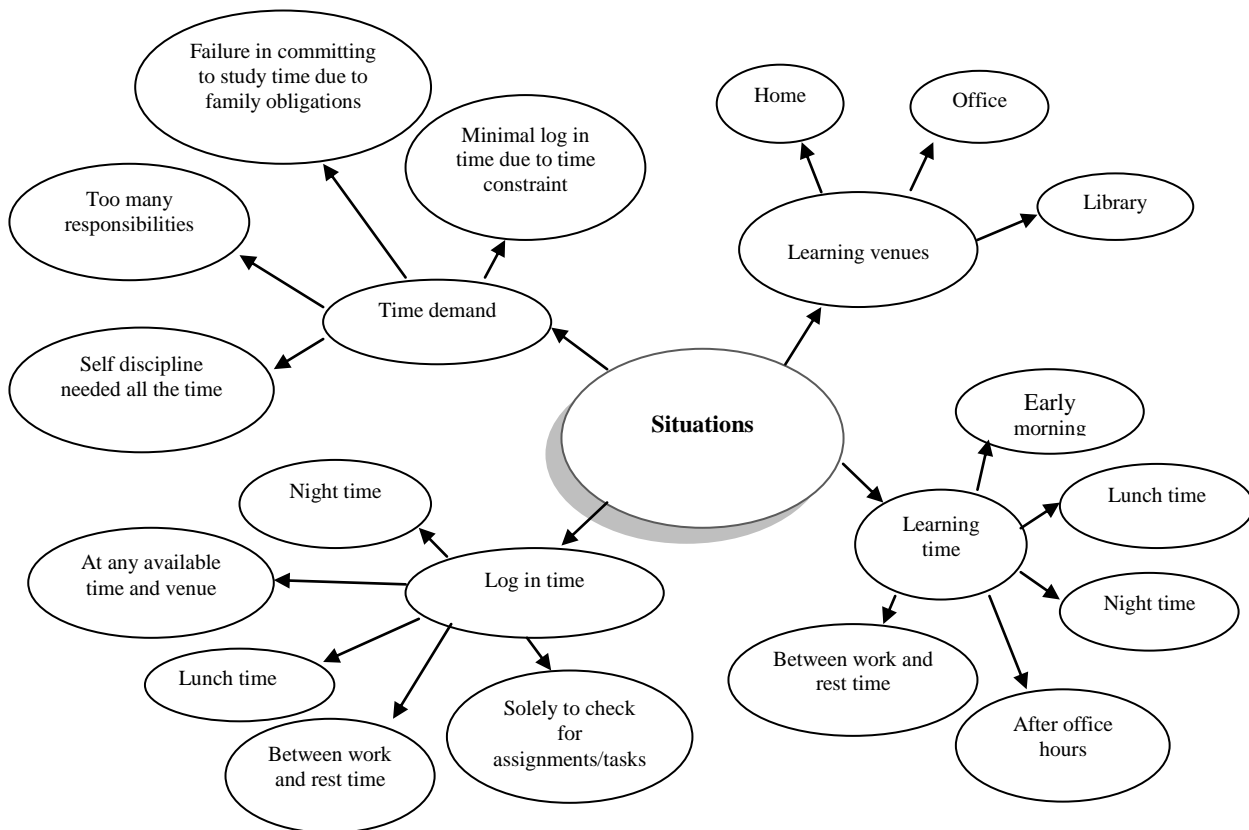 Failure in committing
to study time due to
family obligations
Minimal log in
time due to time
constraint
Too many
responsibilities
Time demand
Self discipline
needed all the time
Home
Office
Library
Learning venues
Situations
Early
morning
Lunch time
Learning
time
Night time
Between work and
rest time
After office
hours
Night time
At any available
time and venue
Log in time
Lunch time
Between work
and rest time
Solely to check
for
assignments/tasks